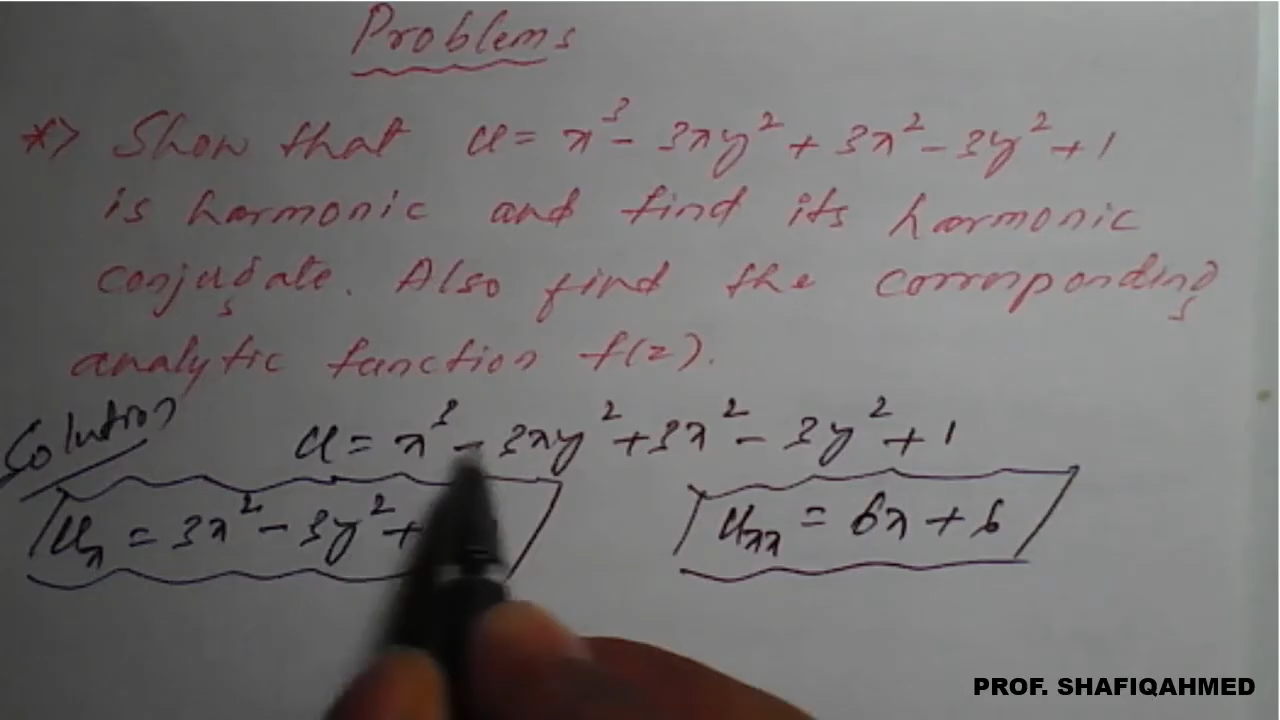 Problems
*> Show that u = x³ - 3xy² + 3x² - 3y² + 1
is harmonic and find its harmonic
conjugate. Also find the corresponding
analytic function f(z).
Solution
u = x³ - 3xy² + 3x² - 3y² + 1
uₓ = 3x² - 3y² +
uₓₓ = 6x + 6
PROF. SHAFIQAHMED